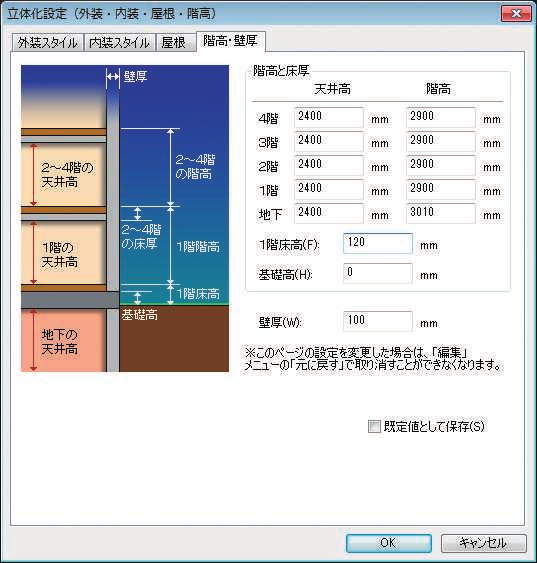 立体化設定（外装・内装・屋根・階高）
外装スタイル 内装スタイル 屋根 階高・壁厚
壁厚
2～4階の
天井高
2～4階
の階高
2～4階
の床厚
1階の
天井高
1階階高
1階床高
基礎高
地下の
天井高
階高と床厚
天井高 階高
4階 2400 mm 2900 mm
3階 2400 mm 2900 mm
2階 2400 mm 2900 mm
1階 2400 mm 2900 mm
地下 2400 mm 3010 mm
1階床高(F): 120 mm
基礎高(H): 0 mm
壁厚(W): 100 mm
※このページの設定を変更した場合は、「編集」
メニューの「元に戻す」で取り消すことができなくなります。
既定値として保存(S)
OK キャンセル